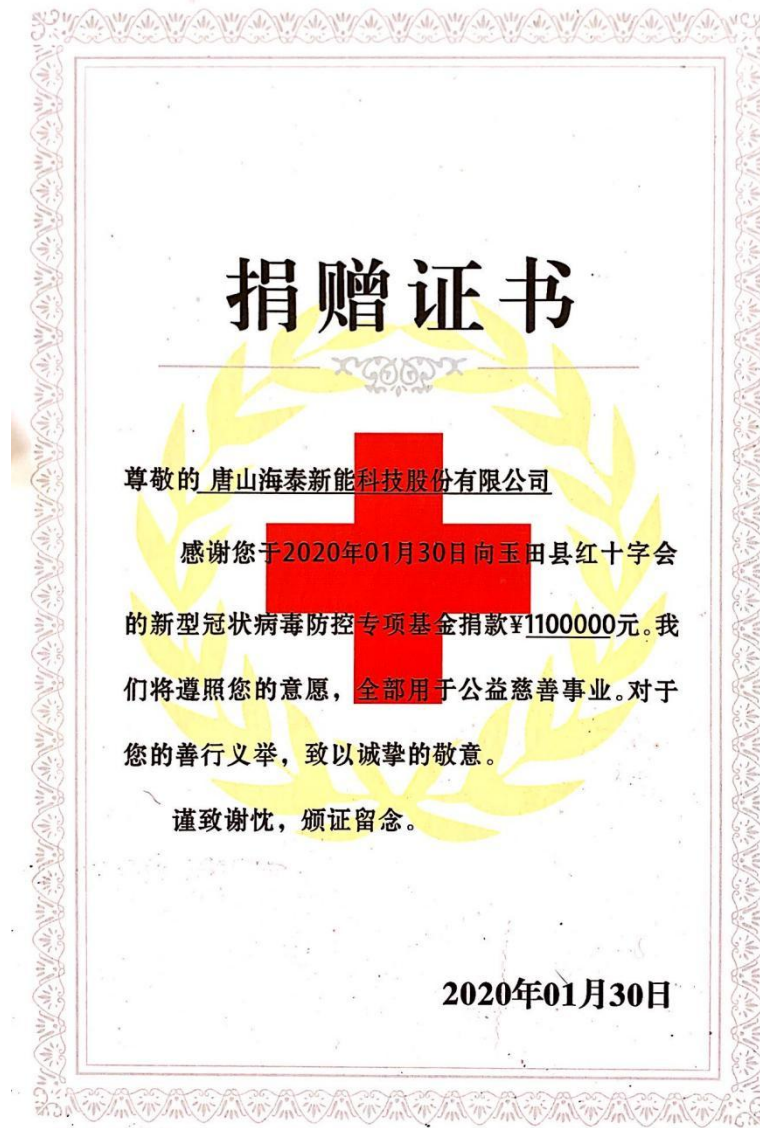 捐赠证书
尊敬的 唐山海泰新能科技股份有限公司
感谢您于2020年01月30日向玉田县红十字会
的新型冠状病毒防控专项基金捐款¥1100000元。我
们将遵照您的意愿，全部用于公益慈善事业。对于
您的善行义举，致以诚挚的敬意。
谨致谢忱，颁证留念。
2020年01月30日